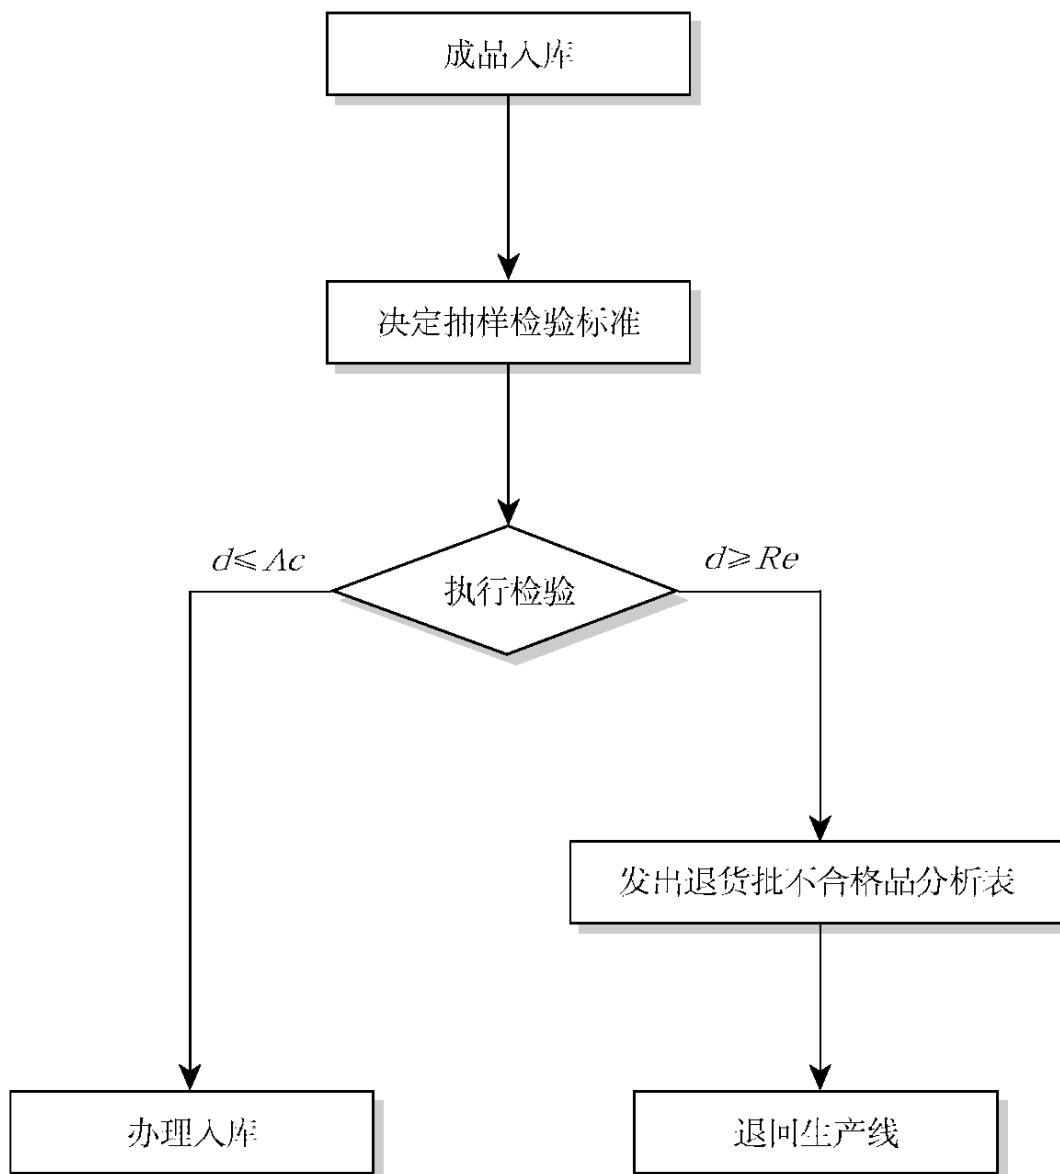 成品入库
决定抽样检验标准
d≤Ac
d≥Re
执行检验
发出退货批不合格品分析表
办理入库
退回生产线